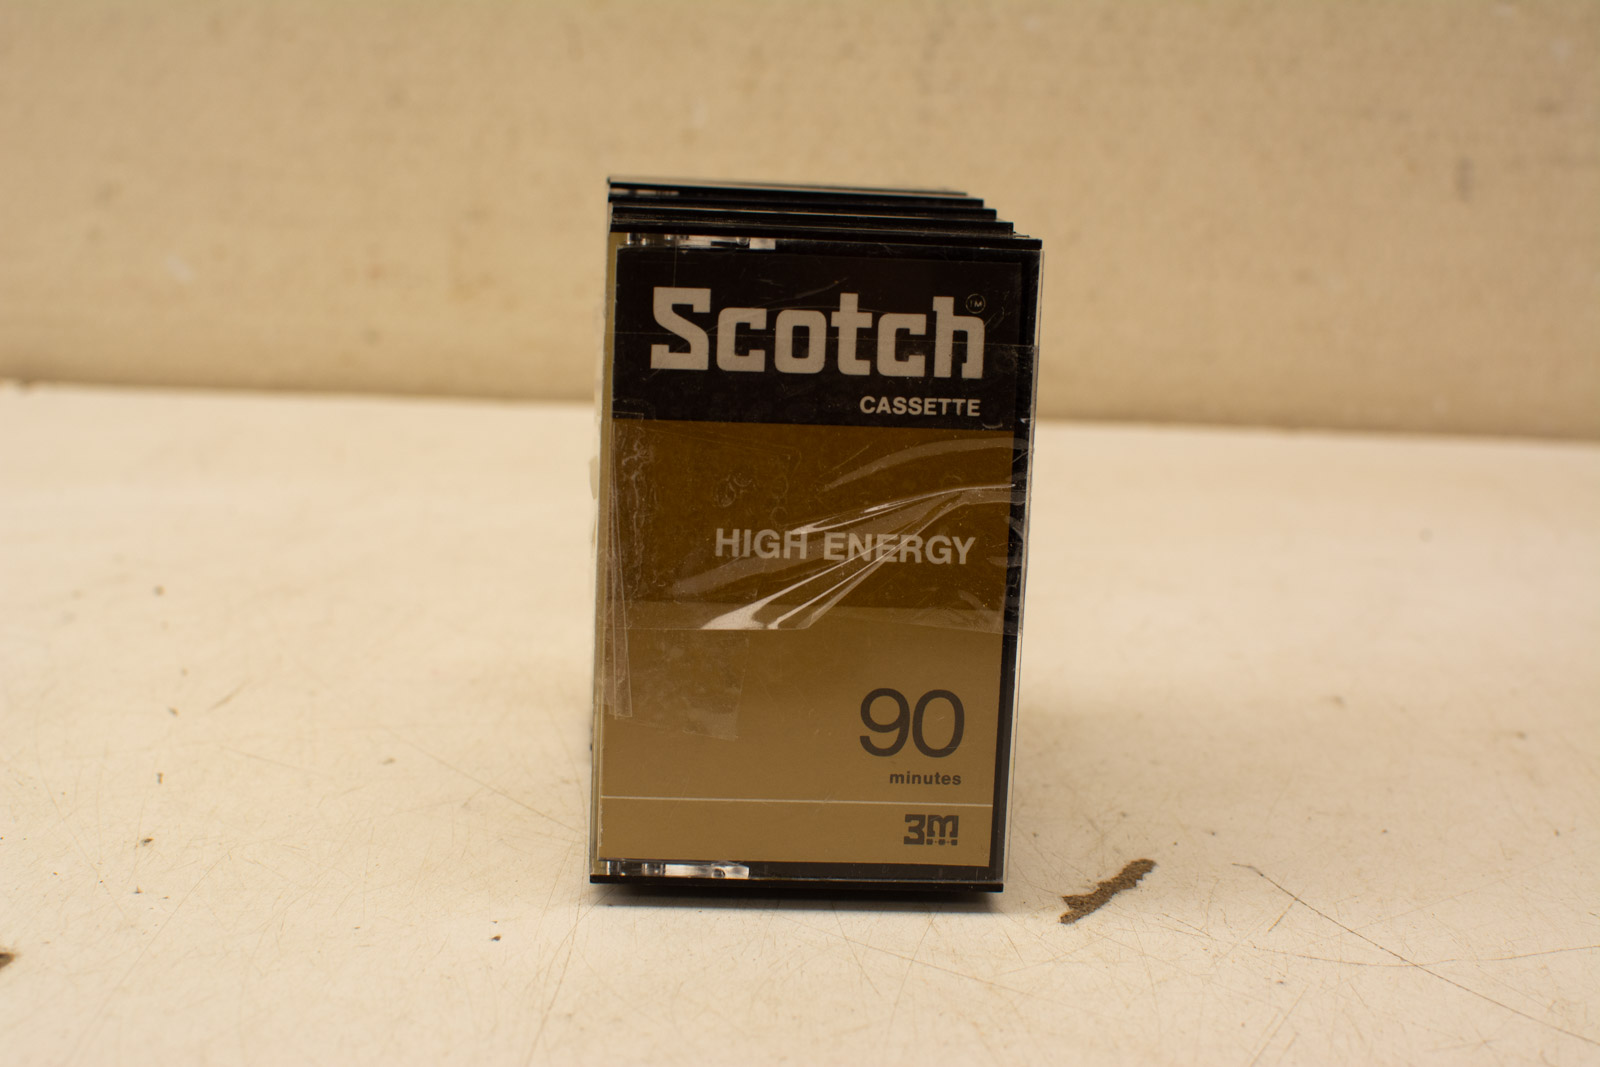 Scotch™
CASSETTE
HIGH ENERGY
90
minutes
3M